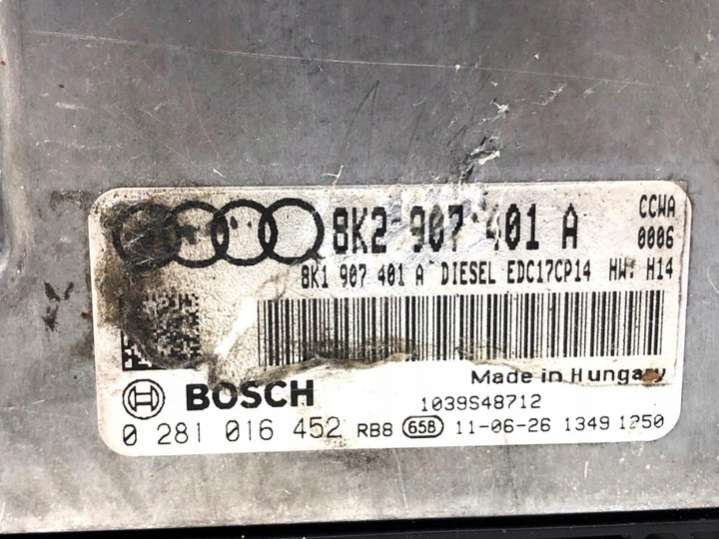 8K2 907 401 A CCWA
0006
8K1 907 401 A DIESEL EDC17CP14 HW: H14
Made in Hungary
BOSCH 1039S48712
0 281 016 452 RB8 658 11-06-26 1349 1250